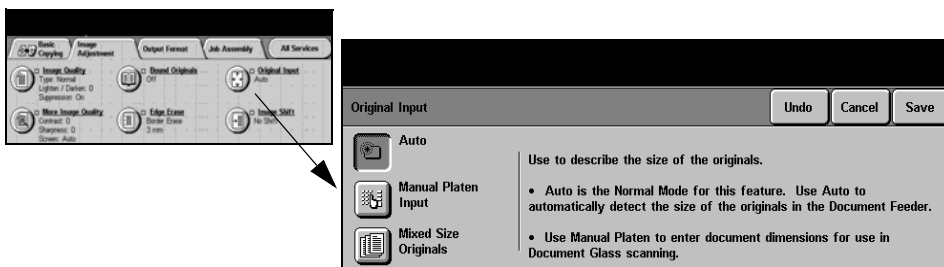 Basic Copying
Image Adjustment
Output Format
Job Assembly
All Services
Image Quality
Type: Normal
Lighten / Darken: 0
Suppression: On
Bound Originals
Off
Original Input
Auto
More Image Quality
Contrast: 0
Sharpness: 0
Screen: Auto
Edge Erase
Border Erase
3 mm
Image Shift
No Shift
Original Input
Undo
Cancel
Save
Auto
Manual Platen
Input
Mixed Size
Originals
Use to describe the size of the originals.
• Auto is the Normal Mode for this feature. Use Auto to
automatically detect the size of the originals in the Document Feeder.
• Use Manual Platen to enter document dimensions for use in
Document Glass scanning.